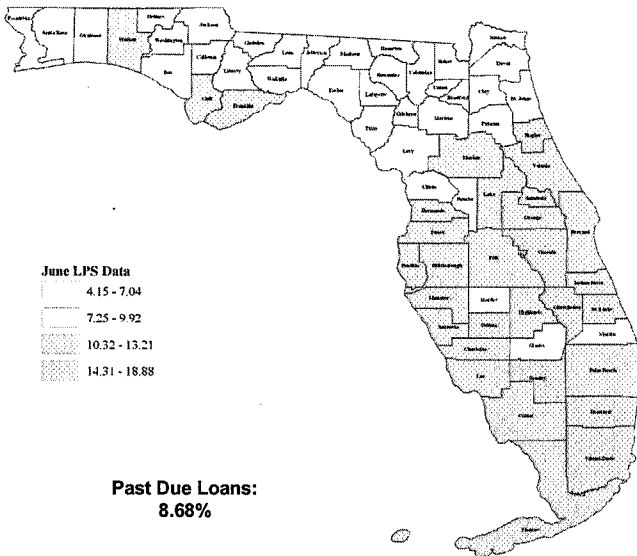 Escambia
Santa Rosa
Okaloosa
Walton
Holmes
Washington
Jackson
Bay
Calhoun
Gulf
Liberty
Gadsden
Franklin
Leon
Wakulla
Jefferson
Madison
Taylor
Hamilton
Suwannee
Lafayette
Dixie
Columbia
Gilchrist
Levy
Baker
Union
Bradford
Alachua
Nassau
Duval
Clay
St. Johns
Putnam
Flagler
Marion
Volusia
Citrus
Sumter
Lake
Seminole
Orange
Hernando
Pasco
Pinellas
Hillsborough
Polk
Osceola
Brevard
Indian River
Manatee
Hardee
Highlands
Okeechobee
St. Lucie
Sarasota
Desoto
Martin
Charlotte
Glades
Lee
Hendry
Palm Beach
Collier
Broward
Miami-Dade
Monroe
June LPS Data
4.15 - 7.04
7.25 - 9.92
10.32 - 13.21
14.31 - 18.88
Past Due Loans:
8.68%